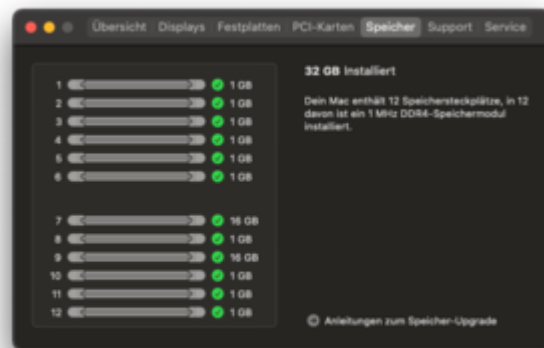 Übersicht Displays Festplatten PCI-Karten Speicher Support Service
32 GB Installiert
Dein Mac enthält 12 Speichersteckplätze, in 12
davon ist ein 1 MHz DDR4-Speichermodul
installiert.
1 1 GB
2 1 GB
3 1 GB
4 1 GB
5 1 GB
6 1 GB
7 16 GB
8 1 GB
9 16 GB
10 1 GB
11 1 GB
12 1 GB
Anleitungen zum Speicher-Upgrade